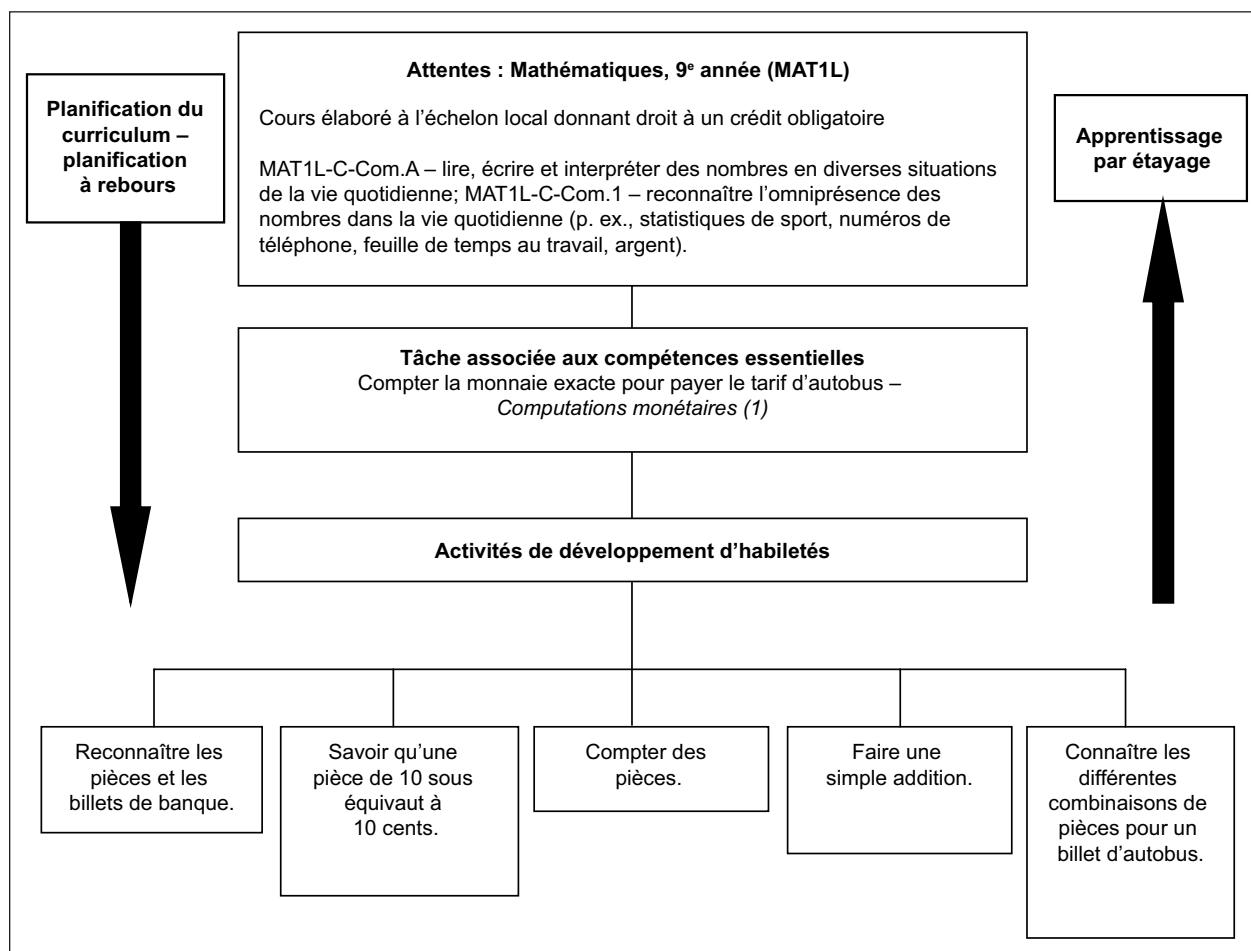 Planification du
curriculum –
planification
à rebours
Attentes : Mathématiques, 9e année (MAT1L)
Cours élaboré à l'échelon local donnant droit à un crédit obligatoire
MAT1L-C-Com.A – lire, écrire et interpréter des nombres en diverses situations
de la vie quotidienne; MAT1L-C-Com.1 – reconnaître l'omniprésence des
nombres dans la vie quotidienne (p. ex., statistiques de sport, numéros de
téléphone, feuille de temps au travail, argent).
Apprentissage
par étayage
Tâche associée aux compétences essentielles
Compter la monnaie exacte pour payer le tarif d'autobus –
Computations monétaires (1)
Activités de développement d'habiletés
Reconnaître les
pièces et les
billets de banque.
Savoir qu'une
pièce de 10 sous
équivaut à
10 cents.
Compter des
pièces.
Faire une
simple addition.
Connaître les
différentes
combinaisons de
pièces pour un
billet d'autobus.